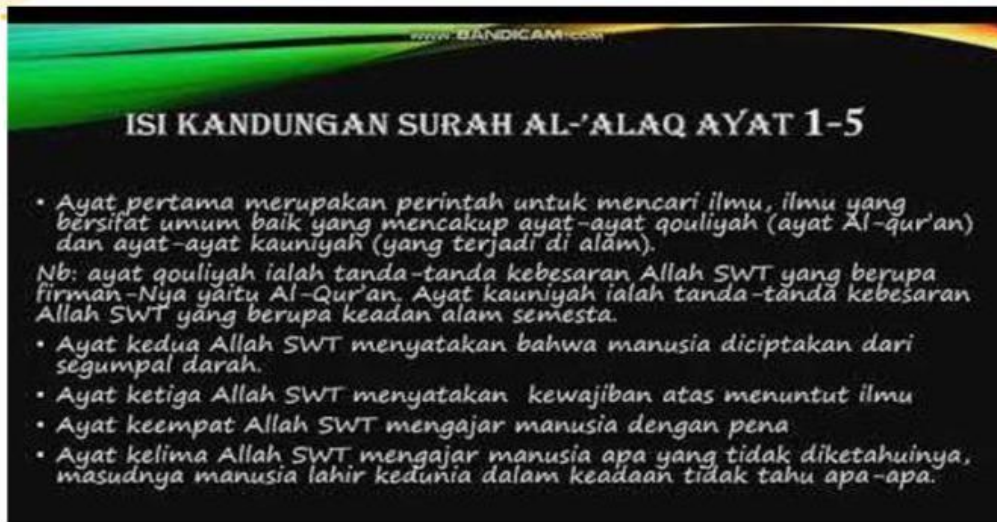 www.BANDICAM.com
ISI KANDUNGAN SURAH AL-'ALAQ AYAT 1-5
• Ayat pertama merupakan perintah untuk mencari ilmu, ilmu yang
bersifat umum baik yang mencakup ayat-ayat qouliyah (ayat Al-qur'an)
dan ayat-ayat kauniyah (yang terjadi di alam).
Nb: ayat qouliyah ialah tanda-tanda kebesaran Allah SWT yang berupa
firman-Nya yaitu Al-Qur'an. Ayat kauniyah ialah tanda-tanda kebesaran
Allah SWT yang berupa keadan alam semesta.
• Ayat kedua Allah SWT menyatakan bahwa manusia diciptakan dari
segumpal darah.
• Ayat ketiga Allah SWT menyatakan kewajiban atas menuntut ilmu
• Ayat keempat Allah SWT mengajar manusia dengan pena
• Ayat kelima Allah SWT mengajar manusia apa yang tidak diketahuinya,
masudnya manusia lahir kedunia dalam keadaan tidak tahu apa-apa.